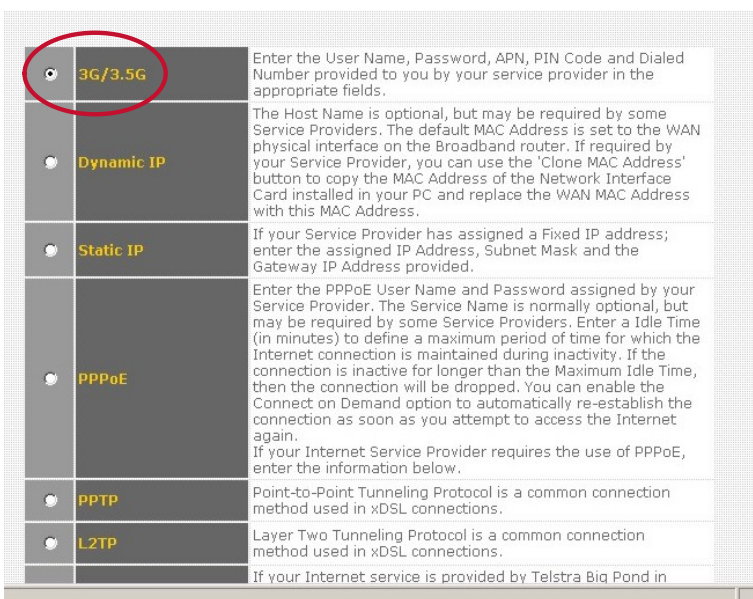 3G/3.5G
Enter the User Name, Password, APN, PIN Code and Dialed
Number provided to you by your service provider in the
appropriate fields.
Dynamic IP
The Host Name is optional, but may be required by some
Service Providers. The default MAC Address is set to the WAN
physical interface on the Broadband router. If required by
your Service Provider, you can use the 'Clone MAC Address'
button to copy the MAC Address of the Network Interface
Card installed in your PC and replace the WAN MAC Address
with this MAC Address.
Static IP
If your Service Provider has assigned a Fixed IP address;
enter the assigned IP Address, Subnet Mask and the
Gateway IP Address provided.
PPPoE
Enter the PPPoE User Name and Password assigned by your
Service Provider. The Service Name is normally optional, but
may be required by some Service Providers. Enter a Idle Time
(in minutes) to define a maximum period of time for which the
Internet connection is maintained during inactivity. If the
connection is inactive for longer than the Maximum Idle Time,
then the connection will be dropped. You can enable the
Connect on Demand option to automatically re-establish the
connection as soon as you attempt to access the Internet
again.
If your Internet Service Provider requires the use of PPPoE,
enter the information below.
PPTP
Point-to-Point Tunneling Protocol is a common connection
method used in xDSL connections.
L2TP
Layer Two Tunneling Protocol is a common connection
method used in xDSL connections.
If your Internet service is provided by Telstra Big Pond in